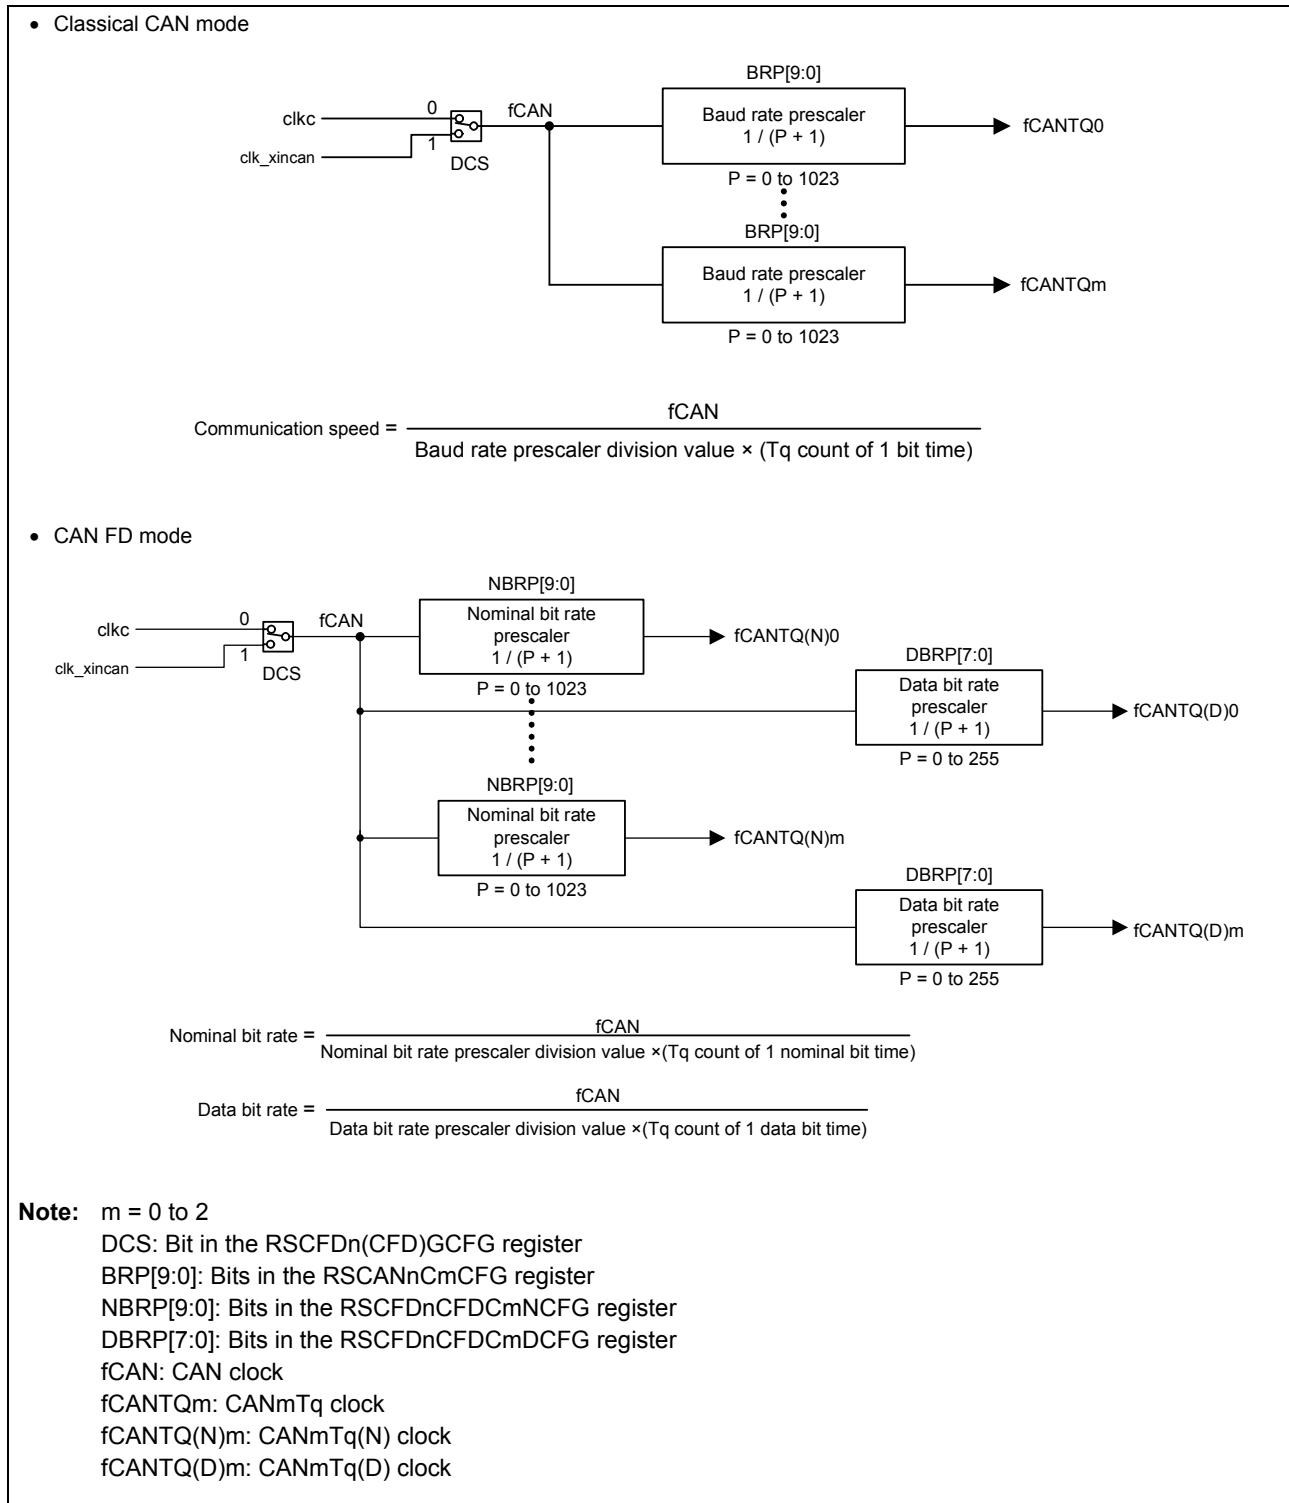 • Classical CAN mode
BRP[9:0]
clkc
0
fCAN
Baud rate prescaler
1 / (P + 1)
fCANTQ0
clk_xincan
1
DCS
P = 0 to 1023
BRP[9:0]
Baud rate prescaler
1 / (P + 1)
fCANTQm
P = 0 to 1023
fCAN
Communication speed =
Baud rate prescaler division value × (Tq count of 1 bit time)
• CAN FD mode
NBRP[9:0]
clkc
0
fCAN
Nominal bit rate
prescaler
1 / (P + 1)
fCANTQ(N)0
clk_xincan
1
DCS
P = 0 to 1023
DBRP[7:0]
Data bit rate
prescaler
1 / (P + 1)
fCANTQ(D)0
P = 0 to 255
NBRP[9:0]
Nominal bit rate
prescaler
1 / (P + 1)
fCANTQ(N)m
P = 0 to 1023
DBRP[7:0]
Data bit rate
prescaler
1 / (P + 1)
fCANTQ(D)m
P = 0 to 255
fCAN
Nominal bit rate =
Nominal bit rate prescaler division value ×(Tq count of 1 nominal bit time)
fCAN
Data bit rate =
Data bit rate prescaler division value ×(Tq count of 1 data bit time)
Note: m = 0 to 2
DCS: Bit in the RSCFDn(CFD)GCFG register
BRP[9:0]: Bits in the RSCANnCmCFG register
NBRP[9:0]: Bits in the RSCFDnCFDCmNCFG register
DBRP[7:0]: Bits in the RSCFDnCFDCmDCFG register
fCAN: CAN clock
fCANTQm: CANmTq clock
fCANTQ(N)m: CANmTq(N) clock
fCANTQ(D)m: CANmTq(D) clock